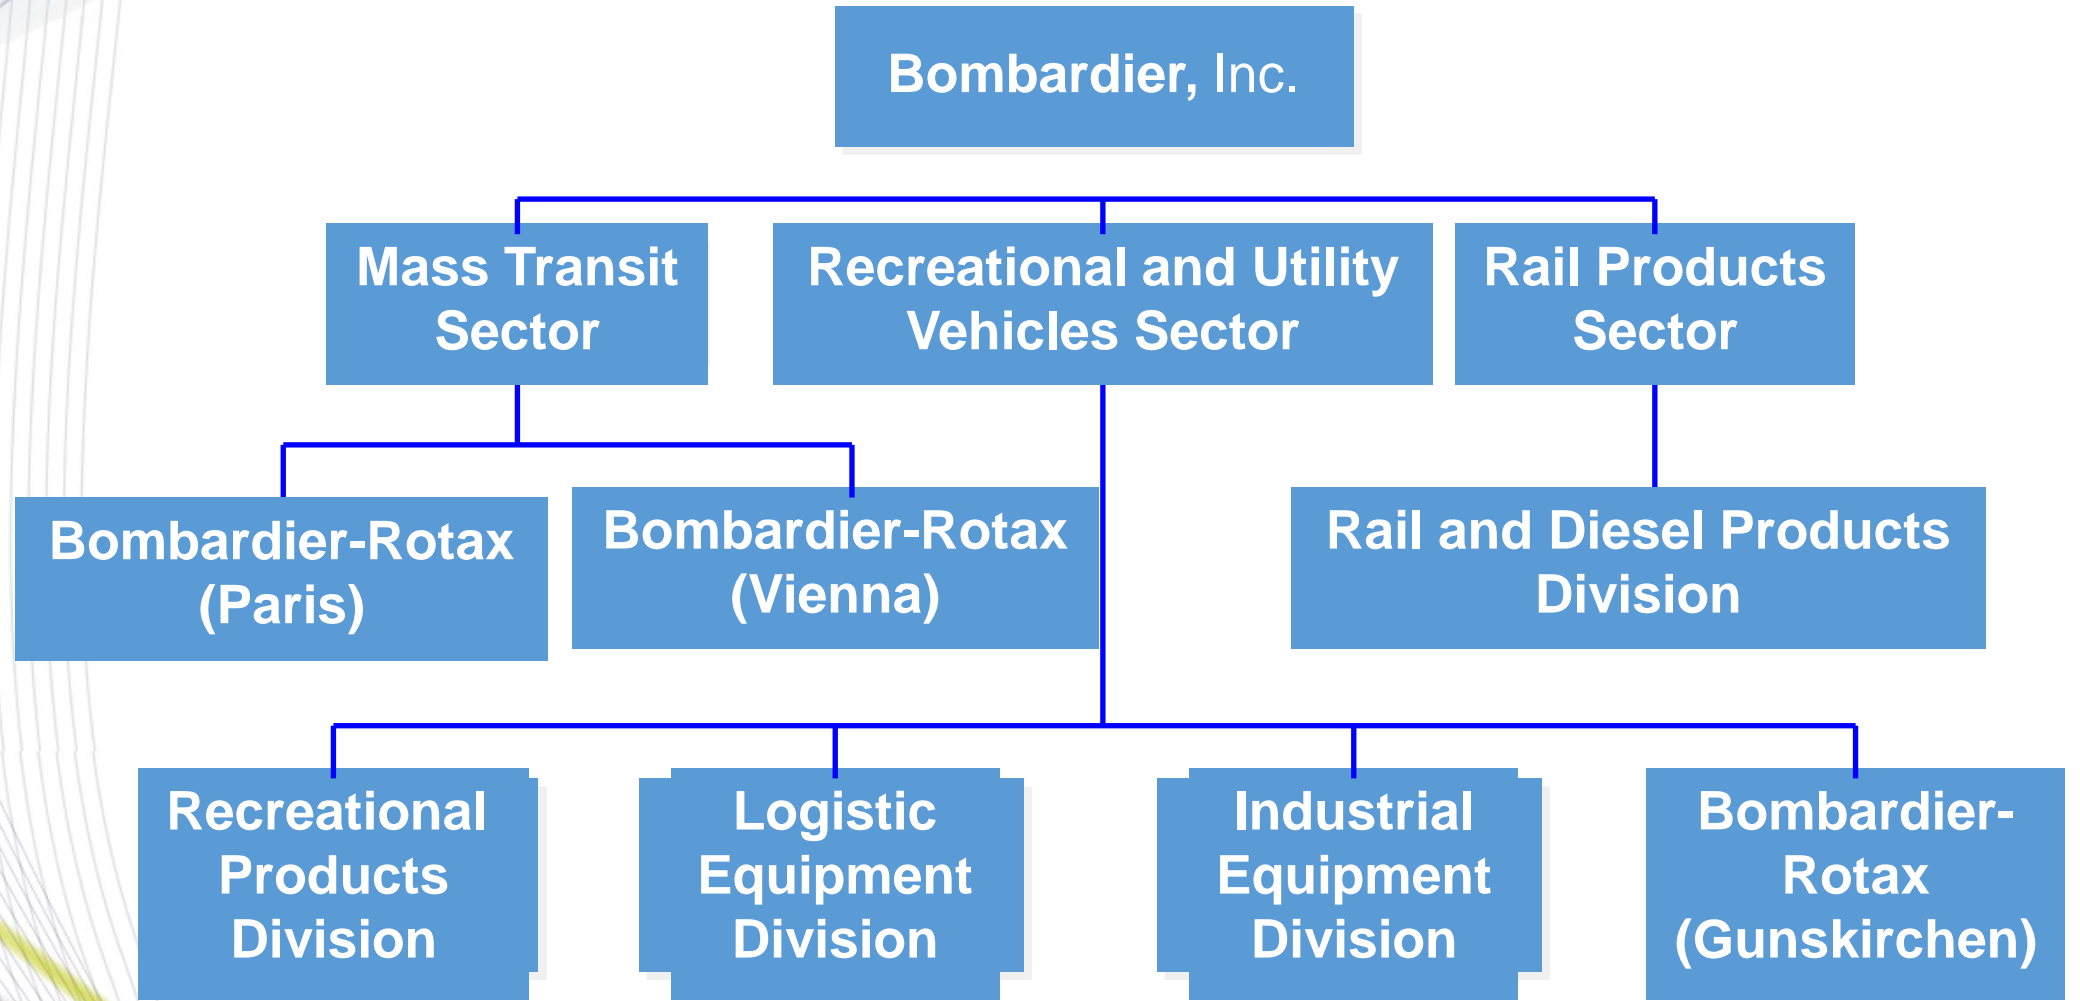 Bombardier, Inc.
Mass Transit
Sector
Recreational and Utility
Vehicles Sector
Rail Products
Sector
Bombardier-Rotax
(Paris)
Bombardier-Rotax
(Vienna)
Rail and Diesel Products
Division
Recreational
Products
Division
Logistic
Equipment
Division
Industrial
Equipment
Division
Bombardier-
Rotax
(Gunskirchen)